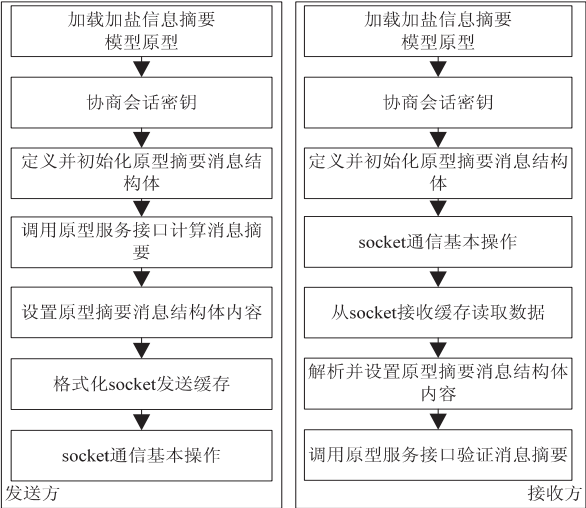 加载加盐信息摘要
模型原型
协商会话密钥
定义并初始化原型摘要消息结
构体
调用原型服务接口计算消息摘
要
设置原型摘要消息结构体内容
格式化socket发送缓存
socket通信基本操作
发送方
加载加盐信息摘要
模型原型
协商会话密钥
定义并初始化原型摘要消息结构
体
socket通信基本操作
从socket接收缓存读取数据
解析并设置原型摘要消息结构体
内容
调用原型服务接口验证消息摘要
接收方